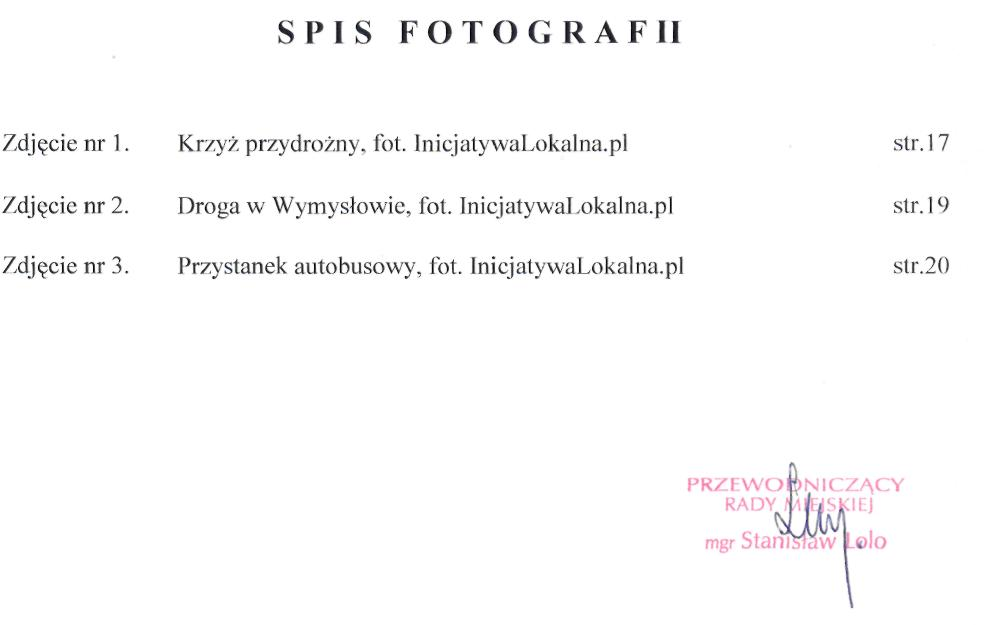 SPIS FOTOGRAFII
Zdjęcie nr 1. Krzyż przydrożny, fot. InicjatywaLokalna.pl str.17
Zdjęcie nr 2. Droga w Wymysłowie, fot. InicjatywaLokalna.pl str.19
Zdjęcie nr 3. Przystanek autobusowy, fot. InicjatywaLokalna.pl str.20
PRZEWODNICZĄCY
RADY MIEJSKIEJ
mgr Stanisław Lolo